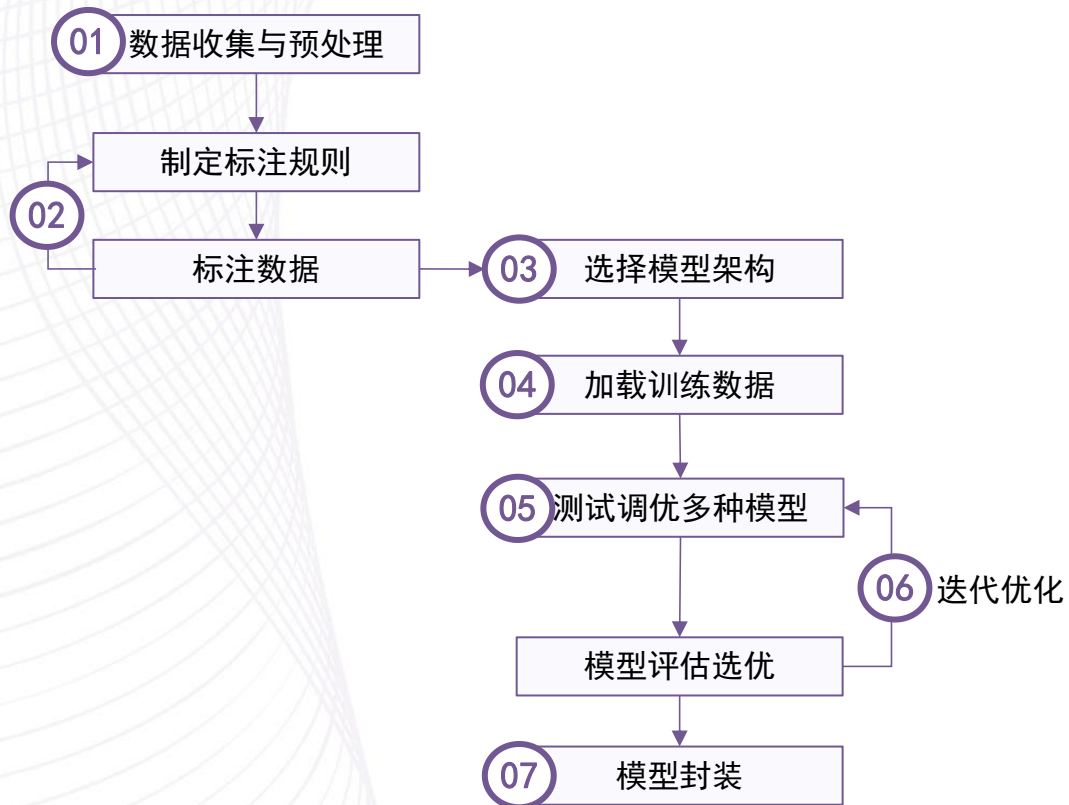 01 数据收集与预处理
制定标注规则
02
标注数据
03 选择模型架构
04 加载训练数据
05 测试调优多种模型
06 迭代优化
模型评估选优
07 模型封装